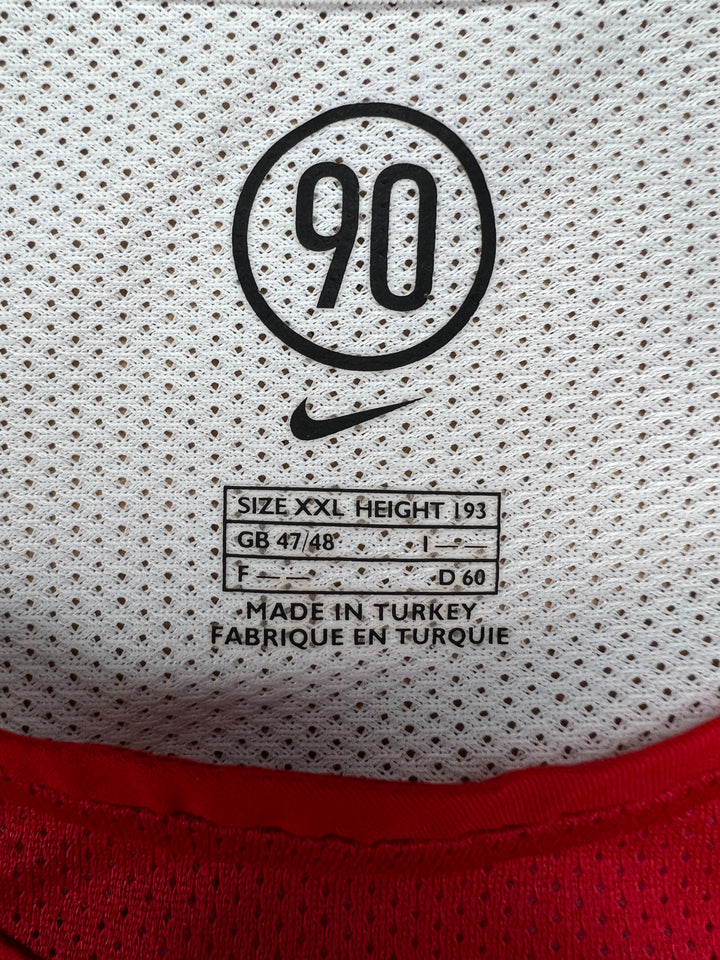 90
SIZE XXL HEIGHT 193
GB 47/48 I — —
F — — D 60
MADE IN TURKEY
FABRIQUE EN TURQUIE